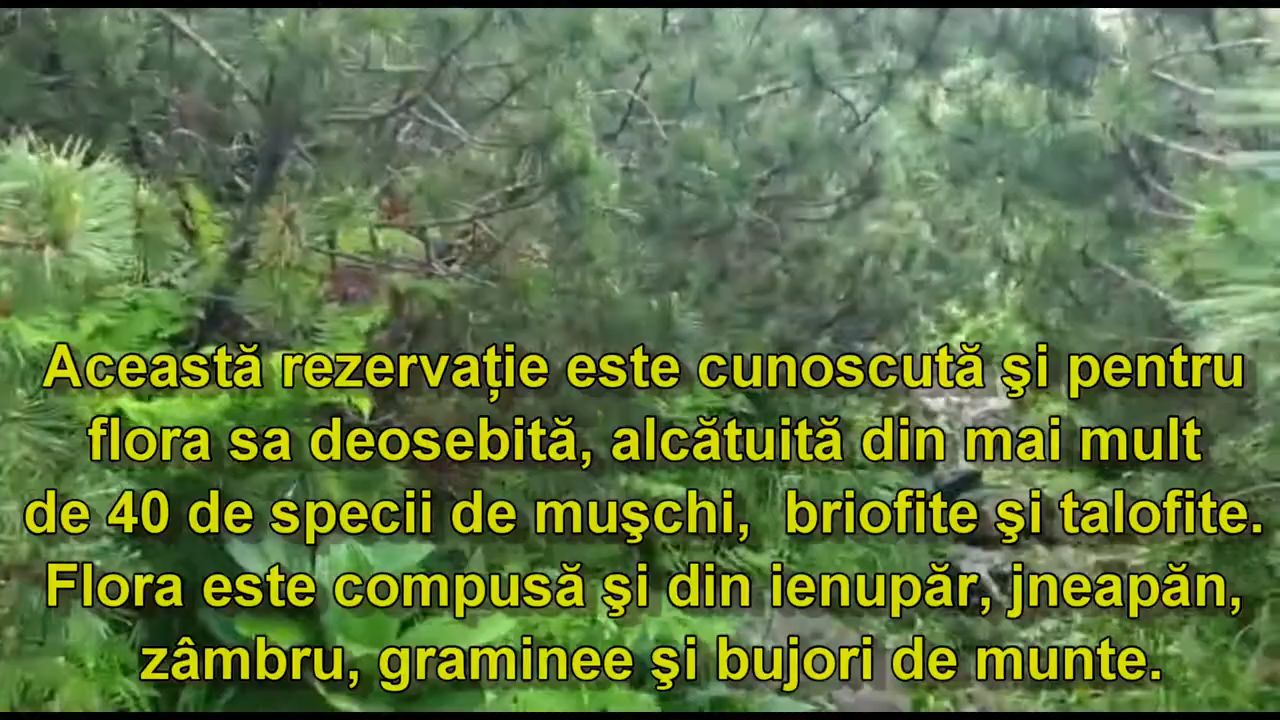 Această rezervație este cunoscută şi pentru
flora sa deosebită, alcătuită din mai mult
de 40 de specii de muşchi, briofite şi talofite.
Flora este compusă şi din ienupăr, jneapăn,
zâmbru, graminee şi bujori de munte.